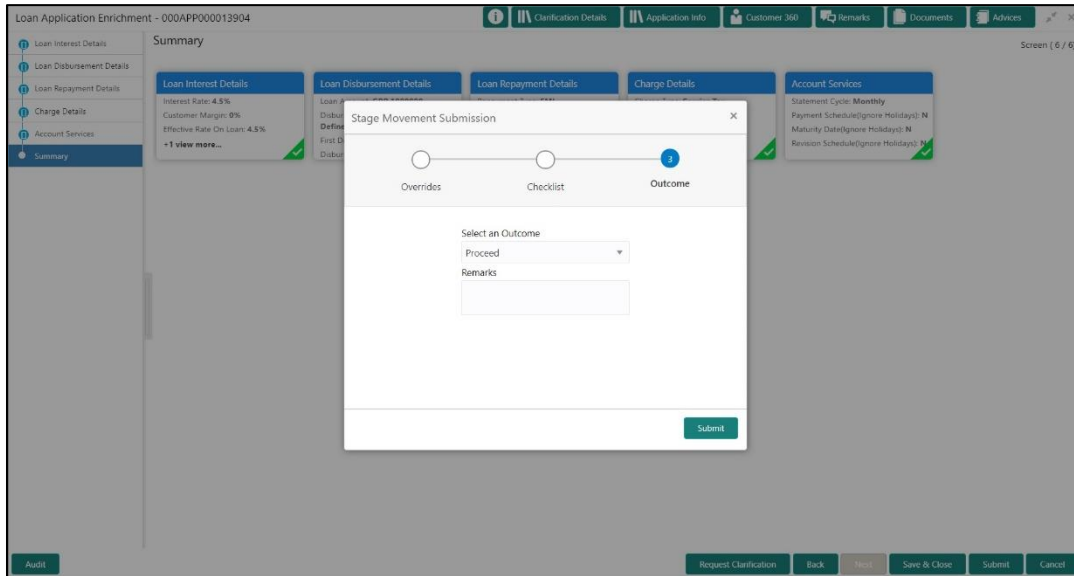 Loan Application Enrichment - 000APP000013904
Clarification Details
Application Info
Customer 360
Remarks
Documents
Advices
Loan Interest Details
Loan Disbursement Details
Loan Repayment Details
Charge Details
Account Services
Summary
Summary
Screen ( 6 / 6)
Loan Interest Details
Interest Rate: 4.5%
Customer Margin: 0%
Effective Rate On Loan: 4.5%
+1 view more...
Loan Disbursement Details
Loan
Disbur
Define
First D
Disbur
Loan Repayment Details
Charge Details
Account Services
Statement Cycle: Monthly
Payment Schedule(Ignore Holidays): N
Maturity Date(Ignore Holidays): N
Revision Schedule(Ignore Holidays): N
Stage Movement Submission
3
Overrides
Checklist
Outcome
Select an Outcome
Proceed
Remarks
Submit
Audit
Request Clarification
Back
Next
Save & Close
Submit
Cancel